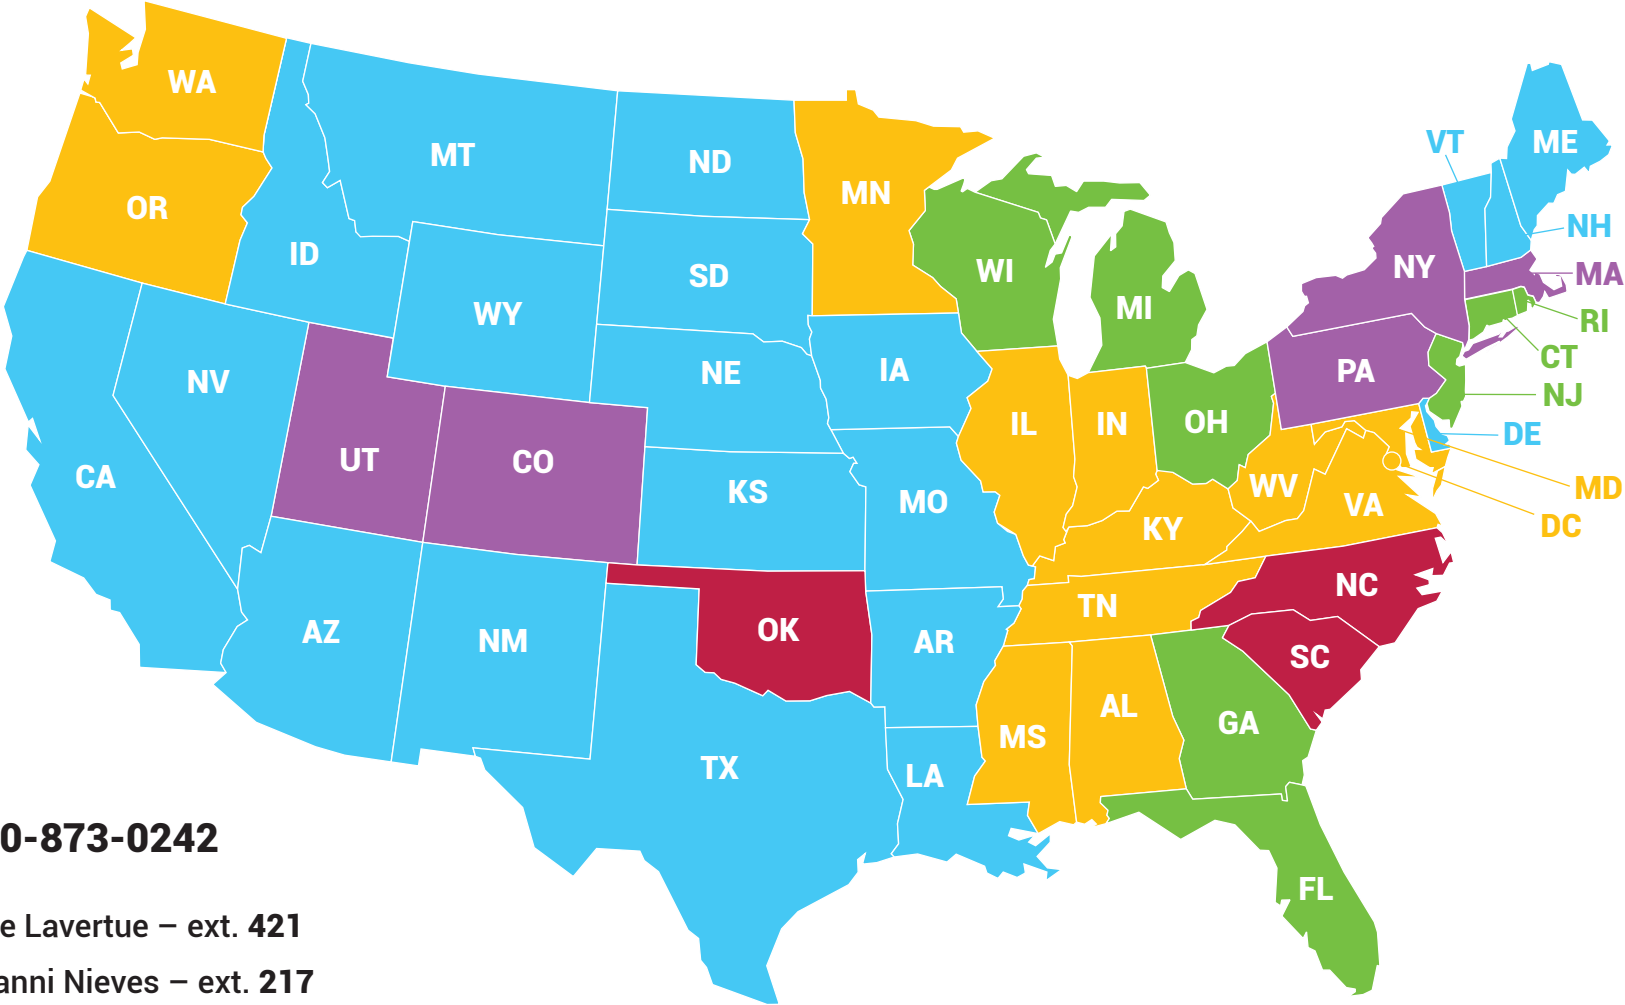 WA
MT
ND
MN
VT
ME
OR
ID
WY
SD
WI
MI
NY
NH
MA
RI
CT
NJ
DE
MD
DC
NV
NE
IA
PA
CA
UT
CO
KS
MO
IL
IN
OH
WV
VA
KY
AZ
NM
OK
AR
TN
NC
SC
TX
LA
MS
AL
GA
FL
0-873-0242
e Lavertue – ext. 421
anni Nieves – ext. 217